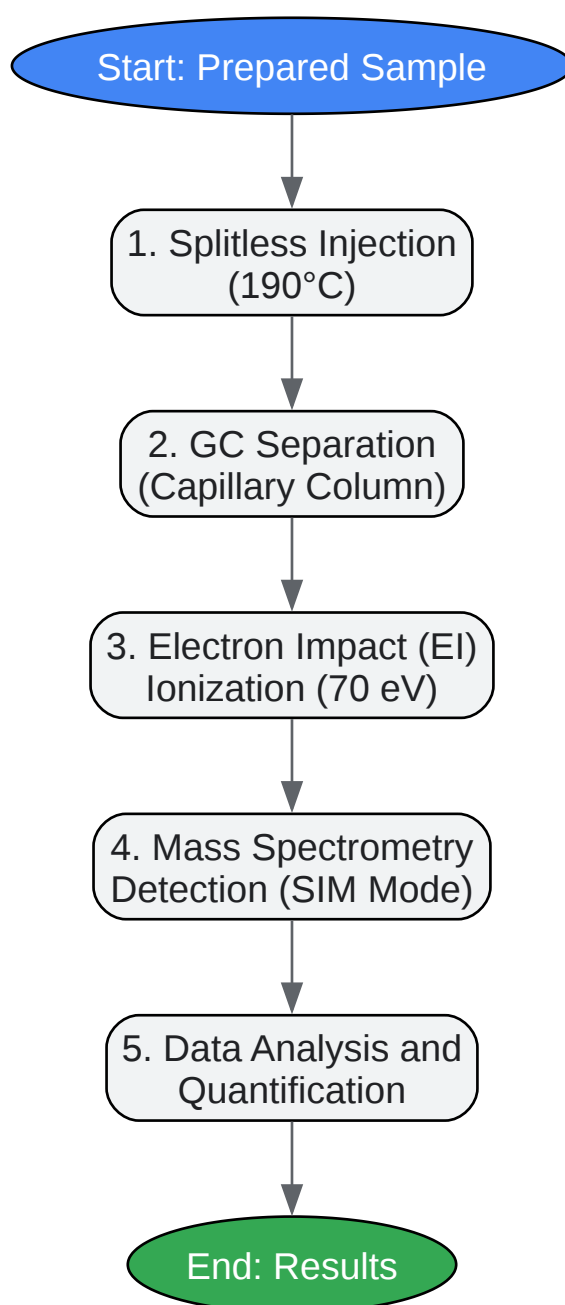 Start: Prepared Sample
1. Splitless Injection
(190°C)
2. GC Separation
(Capillary Column)
3. Electron Impact (EI)
Ionization (70 eV)
4. Mass Spectrometry
Detection (SIM Mode)
5. Data Analysis and
Quantification
End: Results